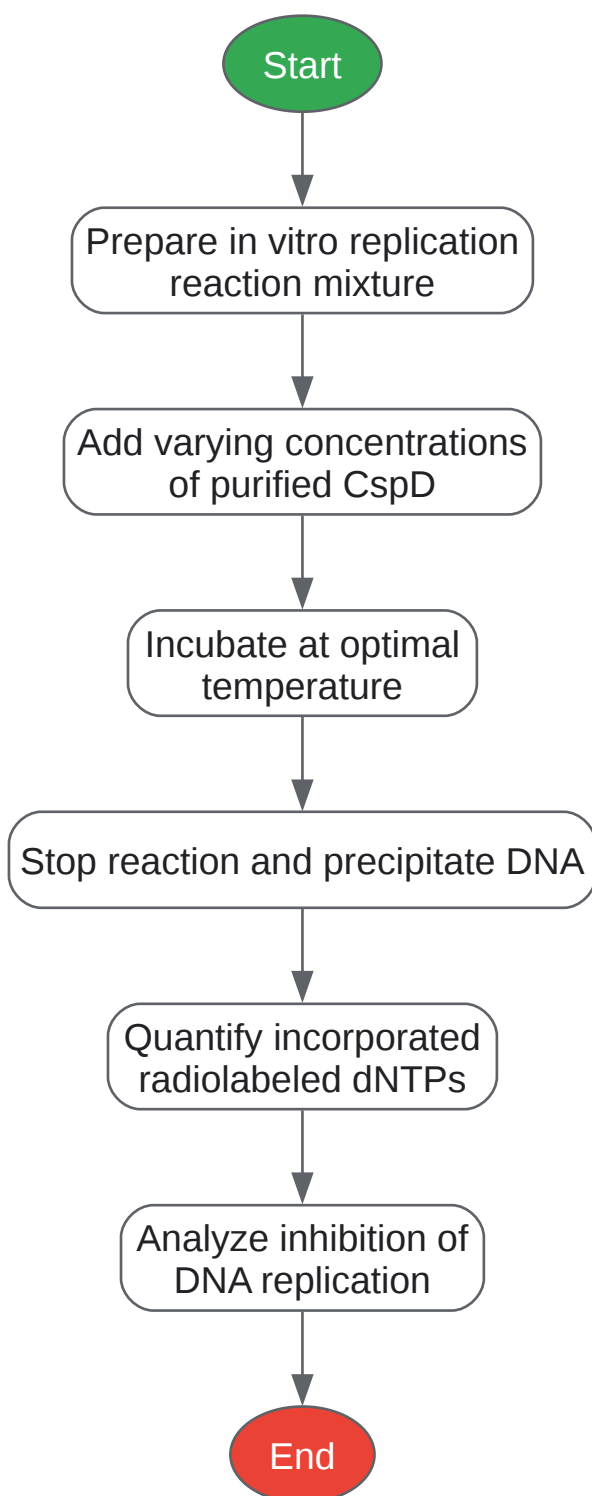 Start
Prepare in vitro replication
reaction mixture
Add varying concentrations
of purified CspD
Incubate at optimal
temperature
Stop reaction and precipitate DNA
Quantify incorporated
radiolabeled dNTPs
Analyze inhibition of
DNA replication
End